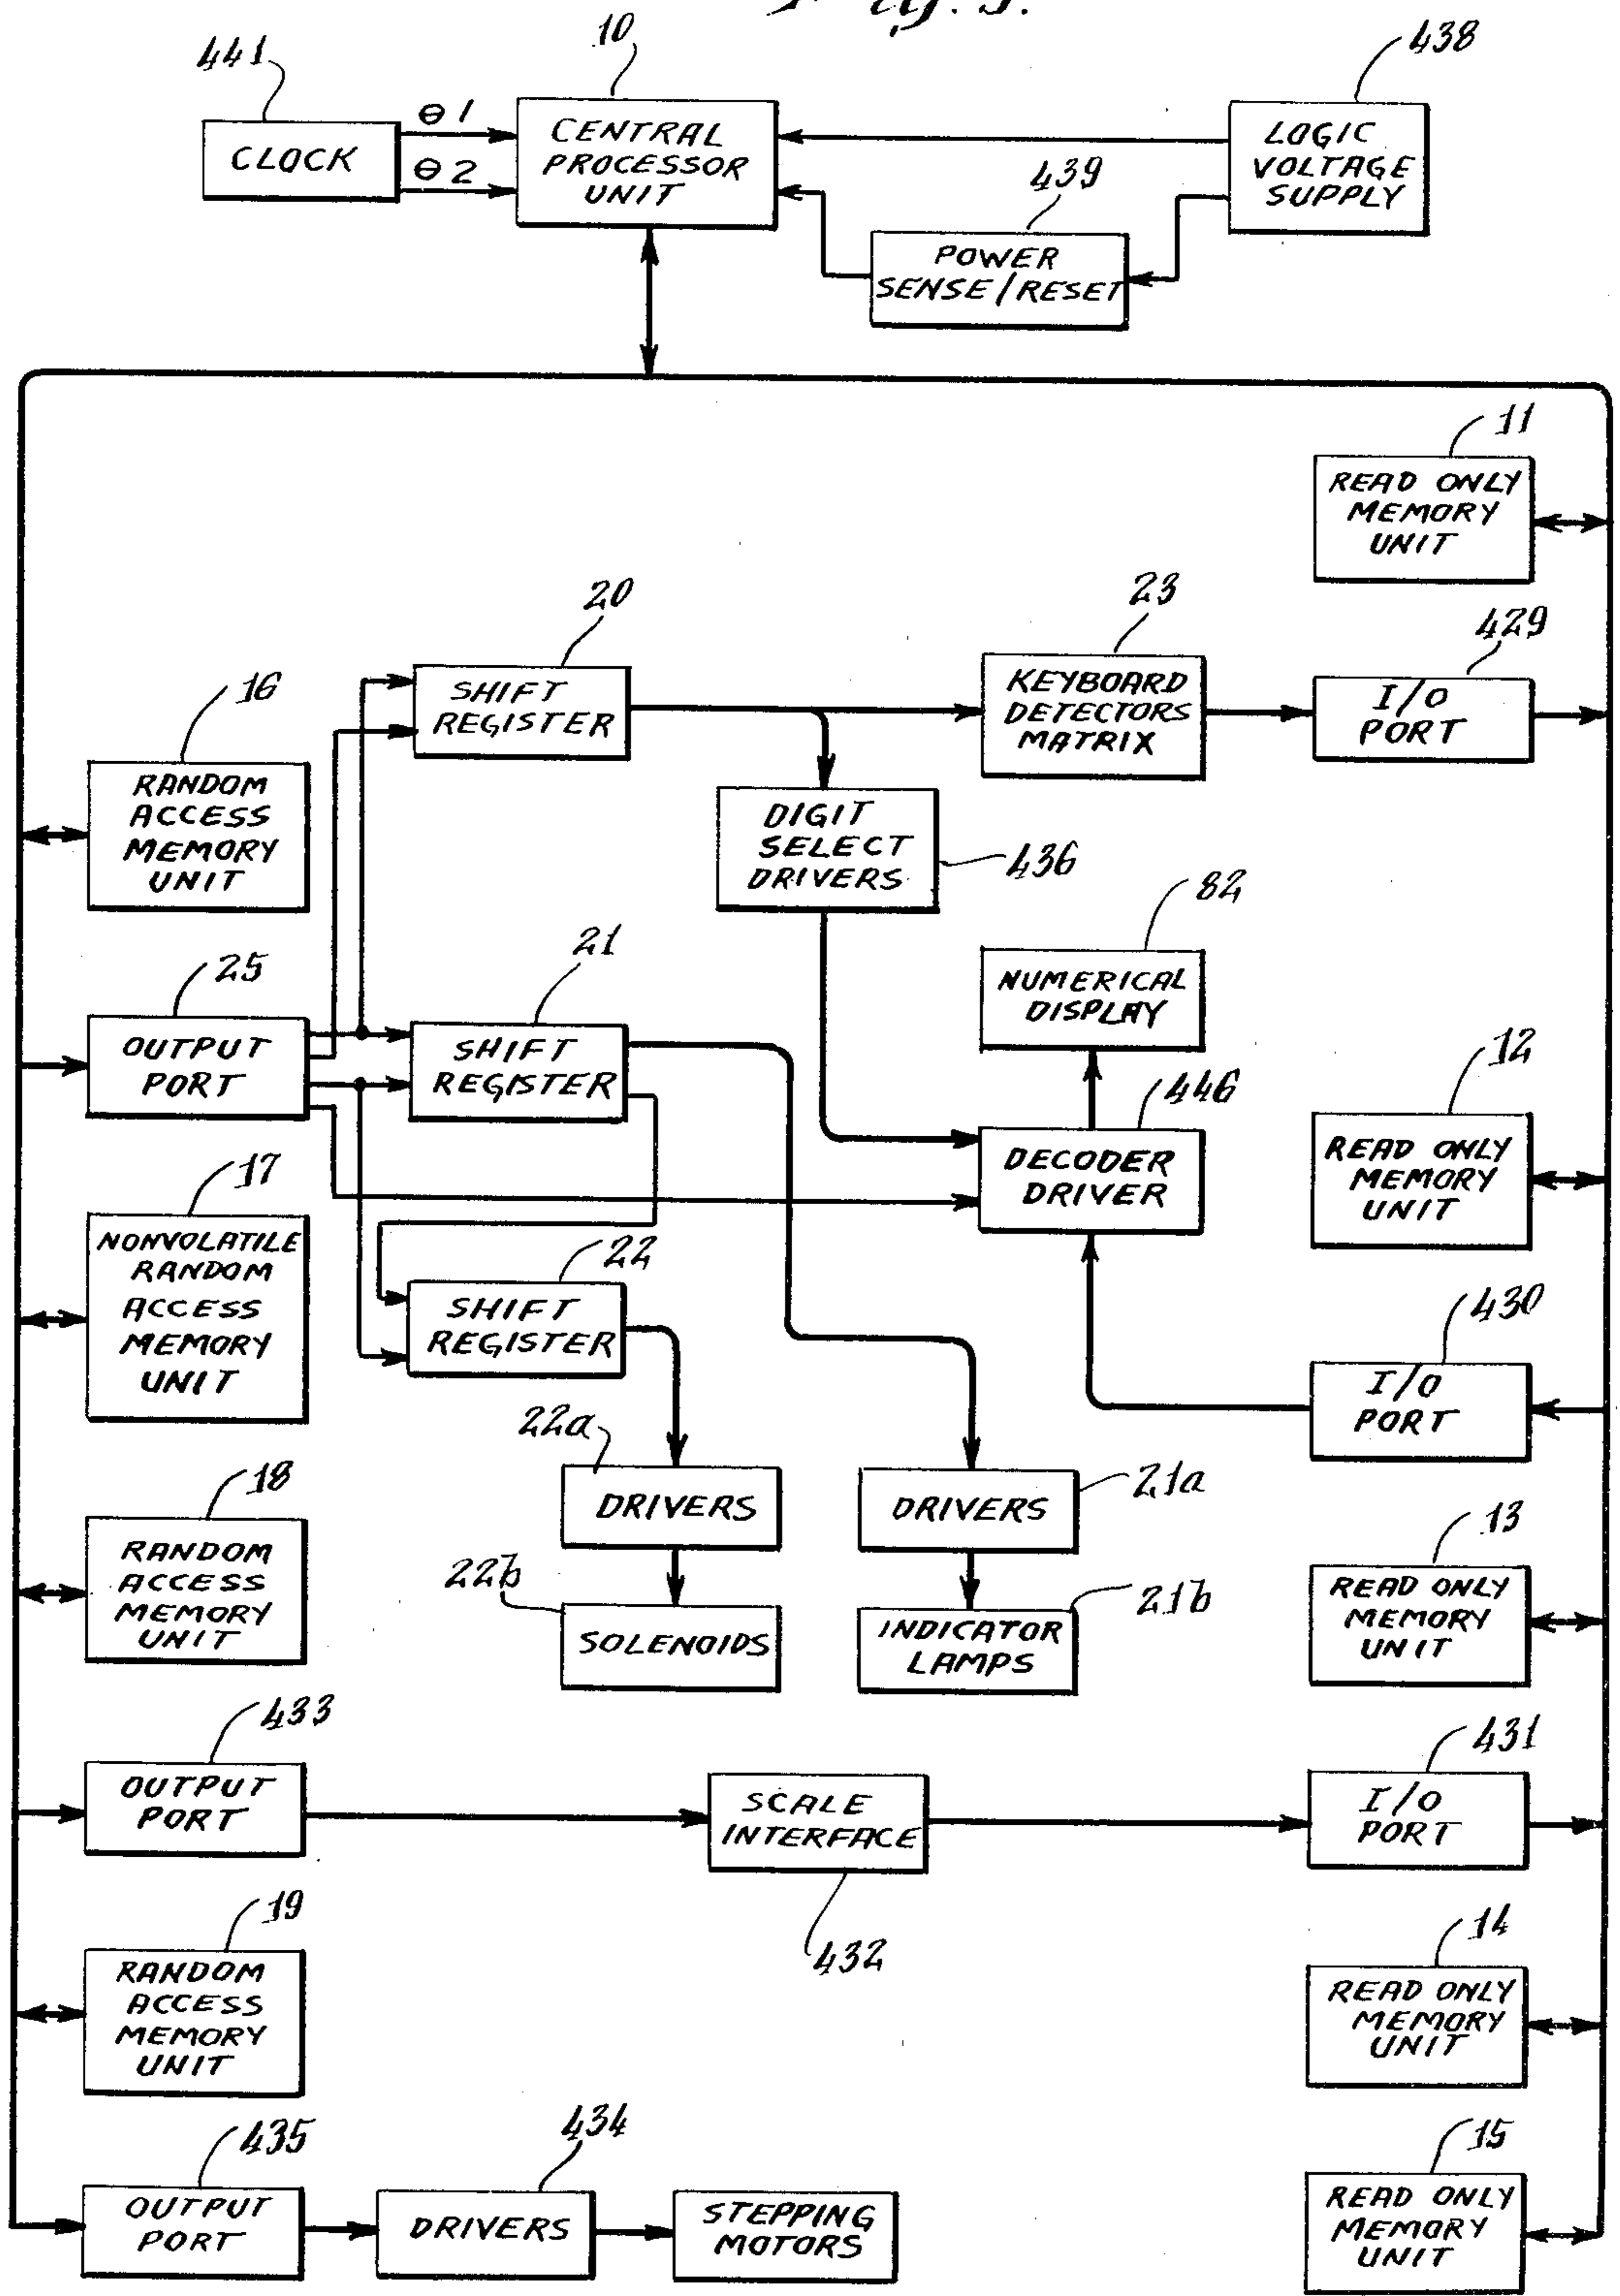 Fig. 3.
441
10
438
CLOCK
θ1
θ2
CENTRAL
PROCESSOR
UNIT
LOGIC
VOLTAGE
SUPPLY
439
POWER
SENSE/RESET
11
READ ONLY
MEMORY
UNIT
20
23
429
16
SHIFT
REGISTER
KEYBOARD
DETECTORS
MATRIX
I/O
PORT
RANDOM
ACCESS
MEMORY
UNIT
DIGIT
SELECT
DRIVERS
436
82
25
21
NUMERICAL
DISPLAY
OUTPUT
PORT
SHIFT
REGISTER
12
446
READ ONLY
MEMORY
UNIT
DECODER
DRIVER
17
NONVOLATILE
RANDOM
ACCESS
MEMORY
UNIT
22
SHIFT
REGISTER
430
I/O
PORT
22a
DRIVERS
DRIVERS
21a
18
RANDOM
ACCESS
MEMORY
UNIT
13
READ ONLY
MEMORY
UNIT
22b
SOLENOIDS
INDICATOR
LAMPS
21b
433
OUTPUT
PORT
SCALE
INTERFACE
432
431
I/O
PORT
19
RANDOM
ACCESS
MEMORY
UNIT
14
READ ONLY
MEMORY
UNIT
435
OUTPUT
PORT
434
DRIVERS
STEPPING
MOTORS
15
READ ONLY
MEMORY
UNIT